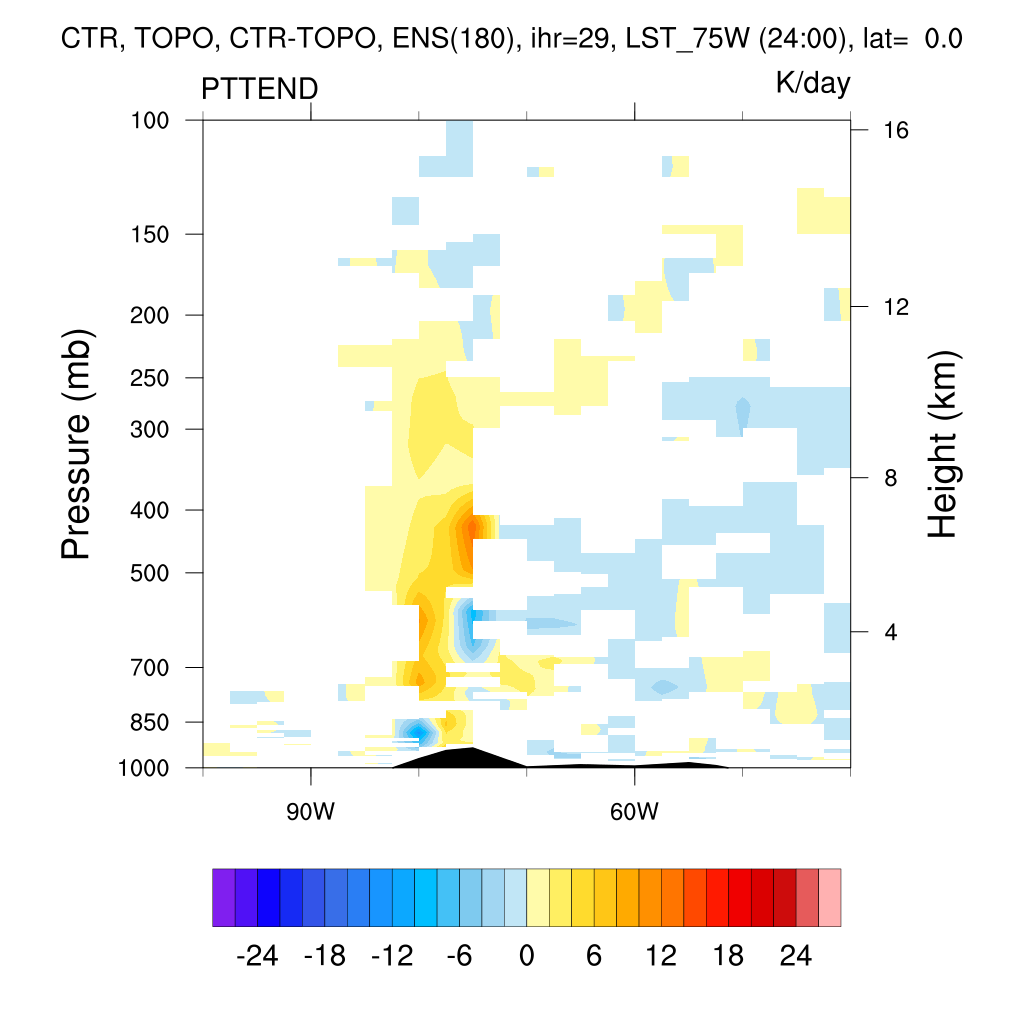 CTR, TOPO, CTR-TOPO, ENS(180), ihr=29, LST_75W (24:00), lat= 0.0
PTTEND K/day
100
150
200
250
300
400
500
700
850
1000
Pressure (mb)
16
12
8
4
Height (km)
90W 60W
-24 -18 -12 -6 0 6 12 18 24